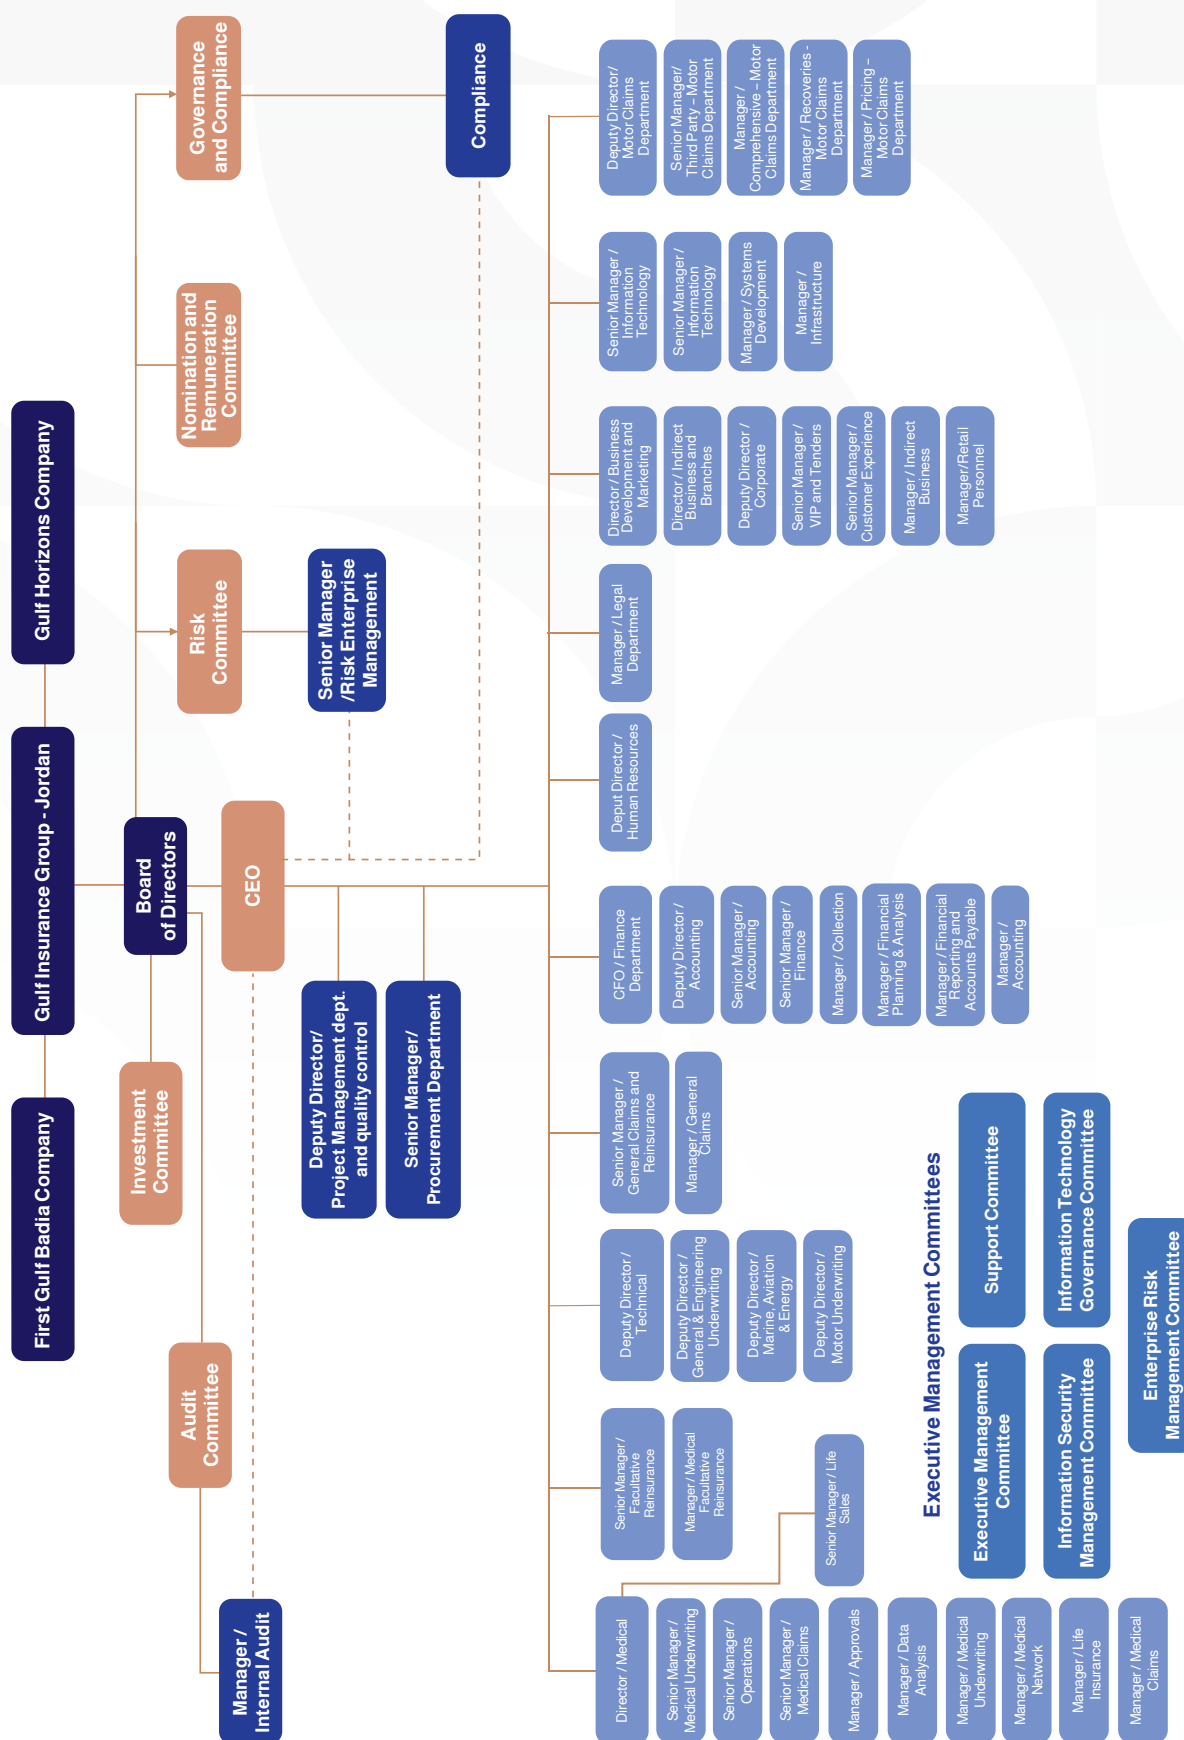 First Gulf Badia Company
Gulf Insurance Group - Jordan
Gulf Horizons Company
Board
of Directors
Investment
Committee
Audit
Committee
Risk
Committee
Nomination and
Remuneration
Committee
Governance
and Compliance
CEO
Manager /
Internal Audit
Senior Manager
/Risk Enterprise
Management
Compliance
Deputy Director/
Project Management dept.
and quality control
Senior Manager/
Procurement Department
Director / Medical
Senior Manager /
Medical Underwriting
Senior Manager /
Operations
Senior Manager /
Medical Claims
Manager / Approvals
Manager / Data
Analysis
Manager / Medical
Underwriting
Manager / Medical
Network
Manager / Life
Insurance
Manager / Medical
Claims
Senior Manager / Life
Sales
Senior Manager /
Facultative
Reinsurance
Manager / Medical
Facultative
Reinsurance
Deputy Director /
Technical
Deputy Director /
General & Engineering
Underwriting
Deputy Director /
Marine, Aviation
& Energy
Deputy Director /
Motor Underwriting
Senior Manager /
General Claims and
Reinsurance
Manager / General
Claims
CFO / Finance
Department
Deputy Director /
Accounting
Senior Manager /
Accounting
Senior Manager /
Finance
Manager / Collection
Manager / Financial
Planning & Analysis
Manager / Financial
Reporting and
Accounts Payable
Manager /
Accounting
Deput Director /
Human Resources
Manager / Legal
Department
Director / Business
Development and
Marketing
Director / Indirect
Business and
Branches
Deputy Director /
Corporate
Senior Manager /
VIP and Tenders
Senior Manager /
Customer Experience
Manager / Indirect
Business
Manager/Retail
Personnel
Senior Manager /
Information
Technology
Senior Manager /
Information
Technology
Manager / Systems
Development
Manager /
Infrastructure
Deputy Director/
Motor Claims
Department
Senior Manager/
Third Party – Motor
Claims Department
Manager /
Comprehensive – Motor
Claims Department
Manager / Recoveries -
Motor Claims
Department
Manager / Pricing –
Motor Claims
Department
Executive Management Committees
Executive Management
Committee
Support Committee
Information Security
Management Committee
Information Technology
Governance Committee
Enterprise Risk
Management Committee